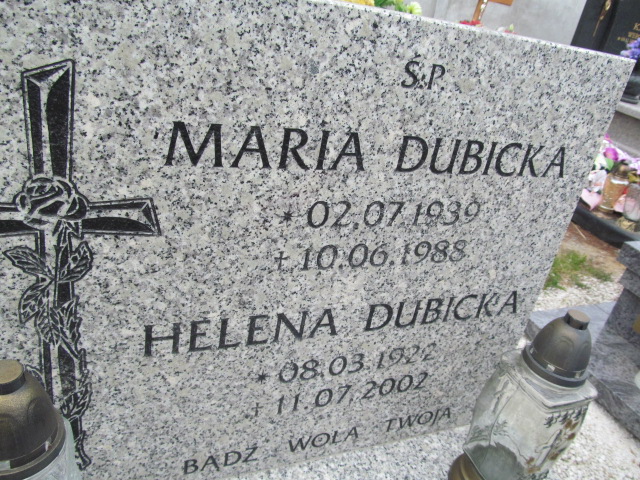 Ś.P.
MARIA DUBICKA
* 02.07.1939
+ 10.06.1988
HELENA DUBICKA
* 08.03.1922
+ 11.07.2002
BĄDŹ WOLA TWOJA